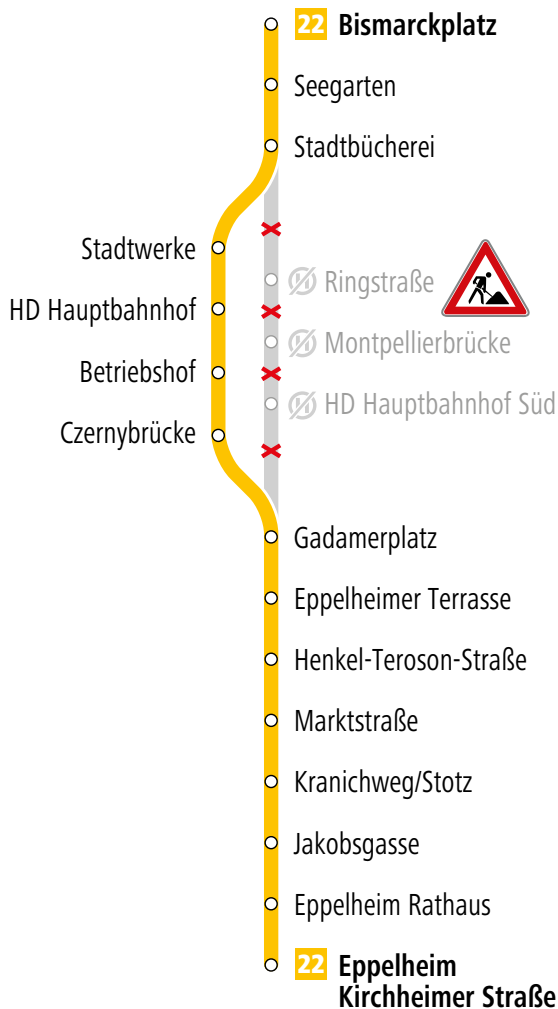 22 Bismarckplatz
Seegarten
Stadtbücherei
Stadtwerke
Ringstraße
HD Hauptbahnhof
Montpellierbrücke
Betriebshof
HD Hauptbahnhof Süd
Czernybrücke
Gadamerplatz
Eppelheimer Terrasse
Henkel-Teroson-Straße
Marktstraße
Kranichweg/Stotz
Jakobsgasse
Eppelheim Rathaus
22 Eppelheim
Kirchheimer Straße